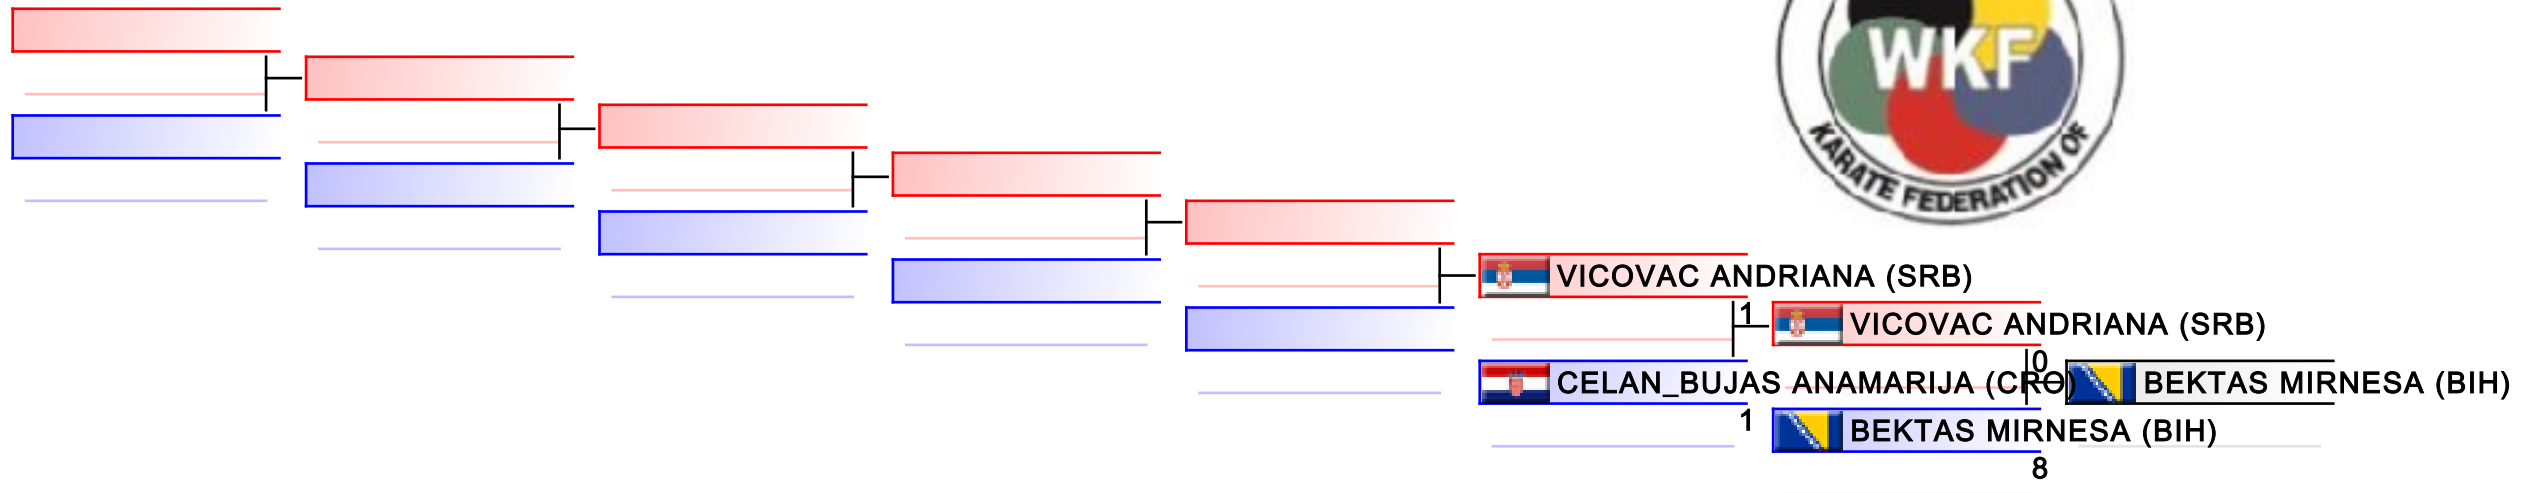 WKF
KARATE FEDERATION OF
VICOVAC ANDRIANA (SRB)
1
VICOVAC ANDRIANA (SRB)
0
CELAN_BUJAS ANAMARIJA (CRO)
BEKTAS MIRNESA (BIH)
1
BEKTAS MIRNESA (BIH)
8